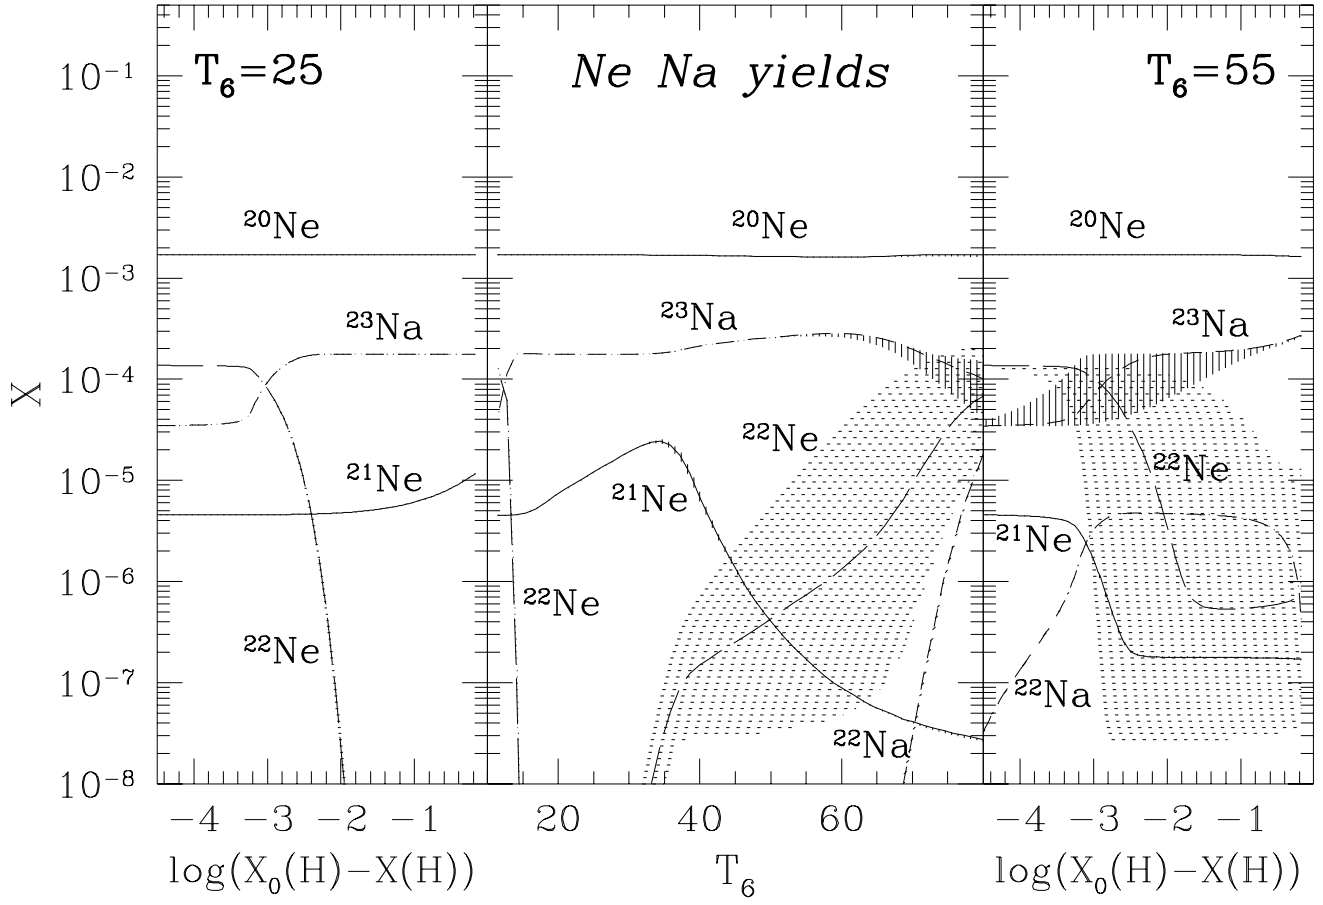 T₆=25
Ne Na yields
T₆=55
10⁻¹
10⁻²
10⁻³
10⁻⁴
10⁻⁵
10⁻⁶
10⁻⁷
10⁻⁸
X
²⁰Ne
²³Na
²¹Ne
²²Ne
²⁰Ne
²³Na
²²Ne
²¹Ne
²²Ne
²²Na
²⁰Ne
²³Na
²²Ne
²¹Ne
²²Na
−4 −3 −2 −1
20 40 60
−4 −3 −2 −1
log(X₀(H)−X(H))
T₆
log(X₀(H)−X(H))